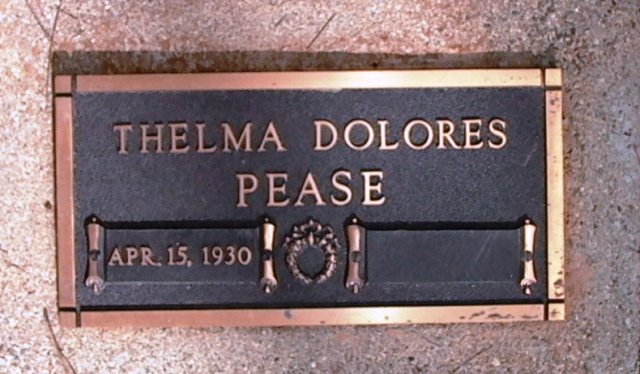 THELMA DOLORES
PEASE
APR. 15, 1930